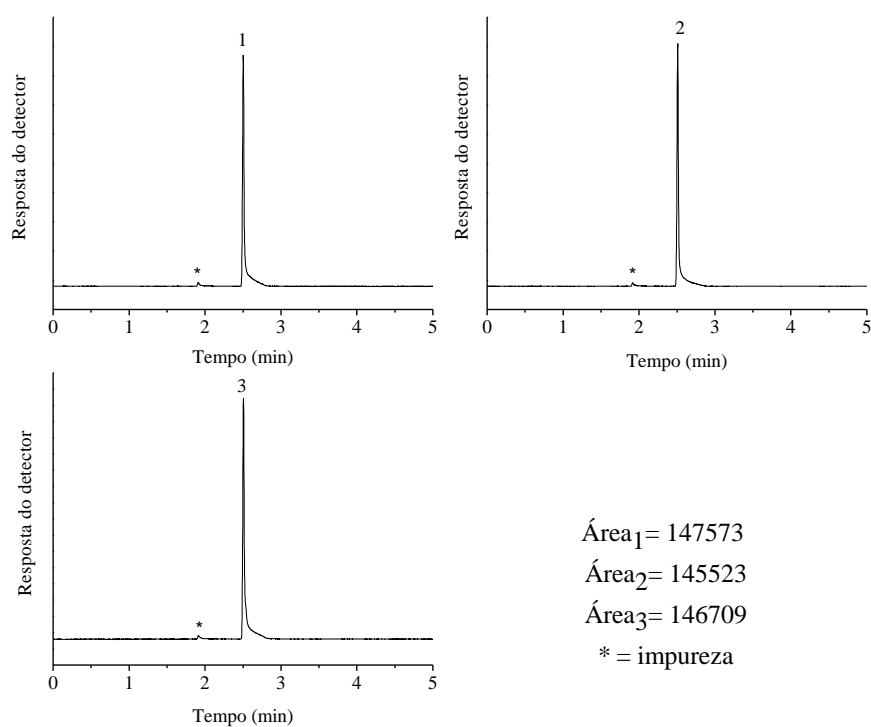 1
Resposta do detector
*
0 1 2 3 4 5
Tempo (min)
2
Resposta do detector
*
0 1 2 3 4 5
Tempo (min)
3
Resposta do detector
*
0 1 2 3 4 5
Tempo (min)
Área1= 147573
Área2= 145523
Área3= 146709
* = impureza